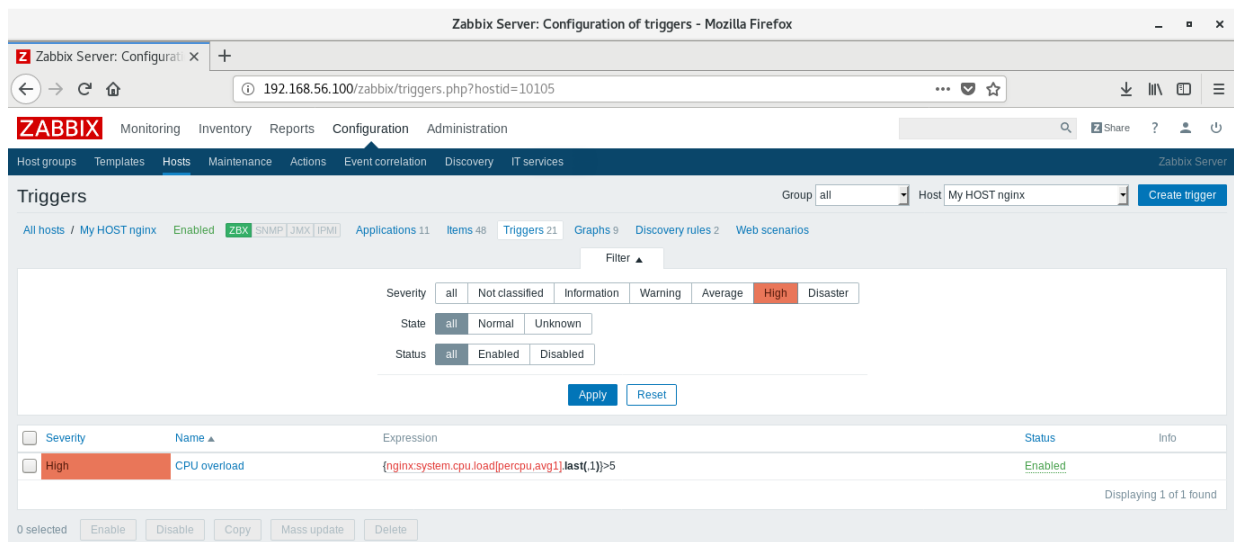 Zabbix Server: Configuration of triggers - Mozilla Firefox
Z Zabbix Server: Configurati
192.168.56.100/zabbix/triggers.php?hostid=10105
ZABBIX Monitoring Inventory Reports Configuration Administration Z Share ?
Host groups Templates Hosts Maintenance Actions Event correlation Discovery IT services Zabbix Server
Triggers Group all Host My HOST nginx Create trigger
All hosts / My HOST nginx Enabled ZBX SNMP JMX IPMI Applications 11 Items 48 Triggers 21 Graphs 9 Discovery rules 2 Web scenarios
Filter ▲
Severity all Not classified Information Warning Average High Disaster
State all Normal Unknown
Status all Enabled Disabled
Apply Reset
Severity Name ▲ Expression Status Info
High CPU overload {nginx:system.cpu.load[percpu,avg1].last(,1)}>5 Enabled
Displaying 1 of 1 found
0 selected Enable Disable Copy Mass update Delete